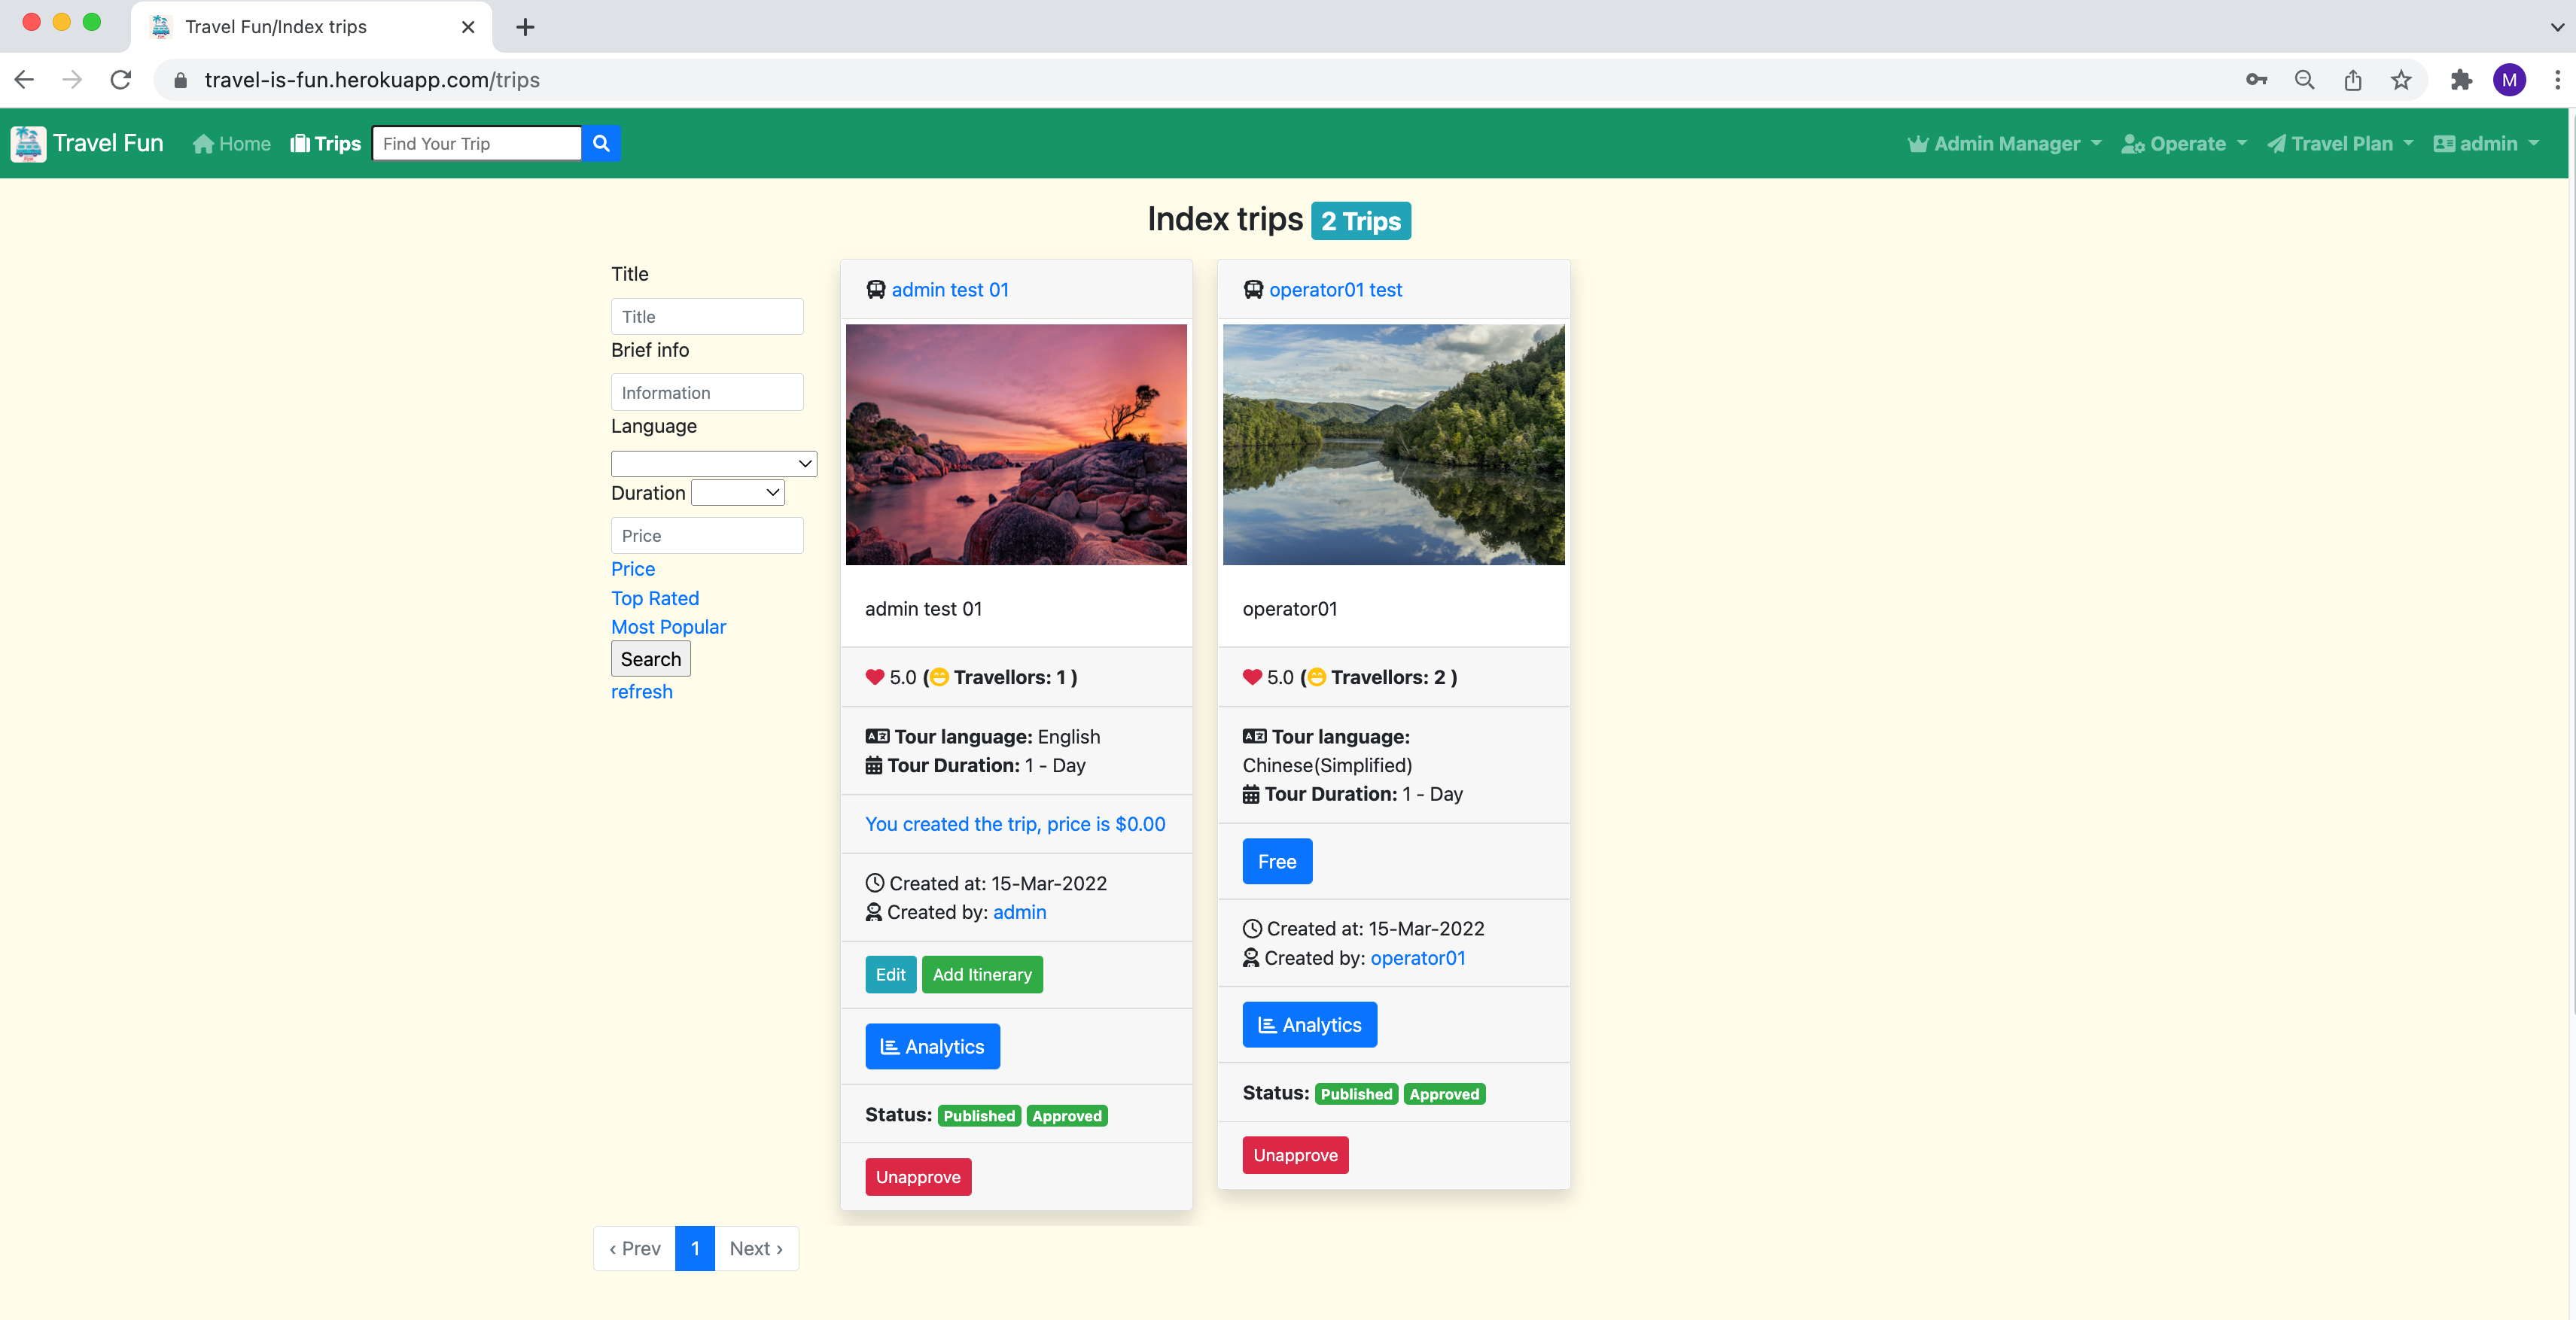 Travel Fun/Index trips
travel-is-fun.herokuapp.com/trips
M
Travel Fun Home Trips Find Your Trip Admin Manager Operate Travel Plan admin
Index trips 2 Trips
Title
Title
Brief info
Information
Language
Duration
Price
Price
Top Rated
Most Popular
Search
refresh
admin test 01
admin test 01
5.0 ( Travellors: 1 )
Tour language: English
Tour Duration: 1 - Day
You created the trip, price is $0.00
Created at: 15-Mar-2022
Created by: admin
Edit Add Itinerary
Analytics
Status: Published Approved
Unapprove
operator01 test
operator01
5.0 ( Travellors: 2 )
Tour language:
Chinese(Simplified)
Tour Duration: 1 - Day
Free
Created at: 15-Mar-2022
Created by: operator01
Analytics
Status: Published Approved
Unapprove
‹ Prev 1 Next ›